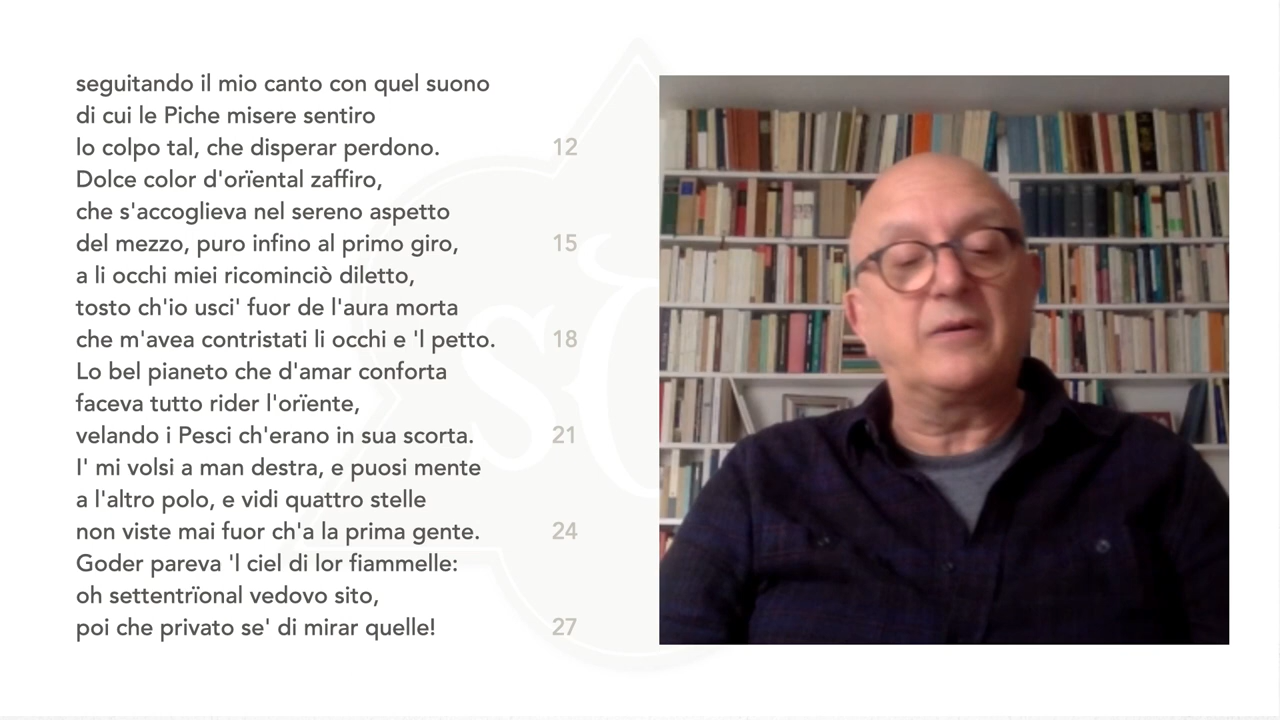 seguitando il mio canto con quel suono
di cui le Piche misere sentiro
lo colpo tal, che disperar perdono. 12
Dolce color d'orïental zaffiro,
che s'accoglieva nel sereno aspetto
del mezzo, puro infino al primo giro, 15
a li occhi miei ricominciò diletto,
tosto ch'io usci' fuor de l'aura morta
che m'avea contristati li occhi e 'l petto. 18
Lo bel pianeto che d'amar conforta
faceva tutto rider l'orïente,
velando i Pesci ch'erano in sua scorta. 21
I' mi volsi a man destra, e puosi mente
a l'altro polo, e vidi quattro stelle
non viste mai fuor ch'a la prima gente. 24
Goder pareva 'l ciel di lor fiammelle:
oh settentrïonal vedovo sito,
poi che privato se' di mirar quelle! 27